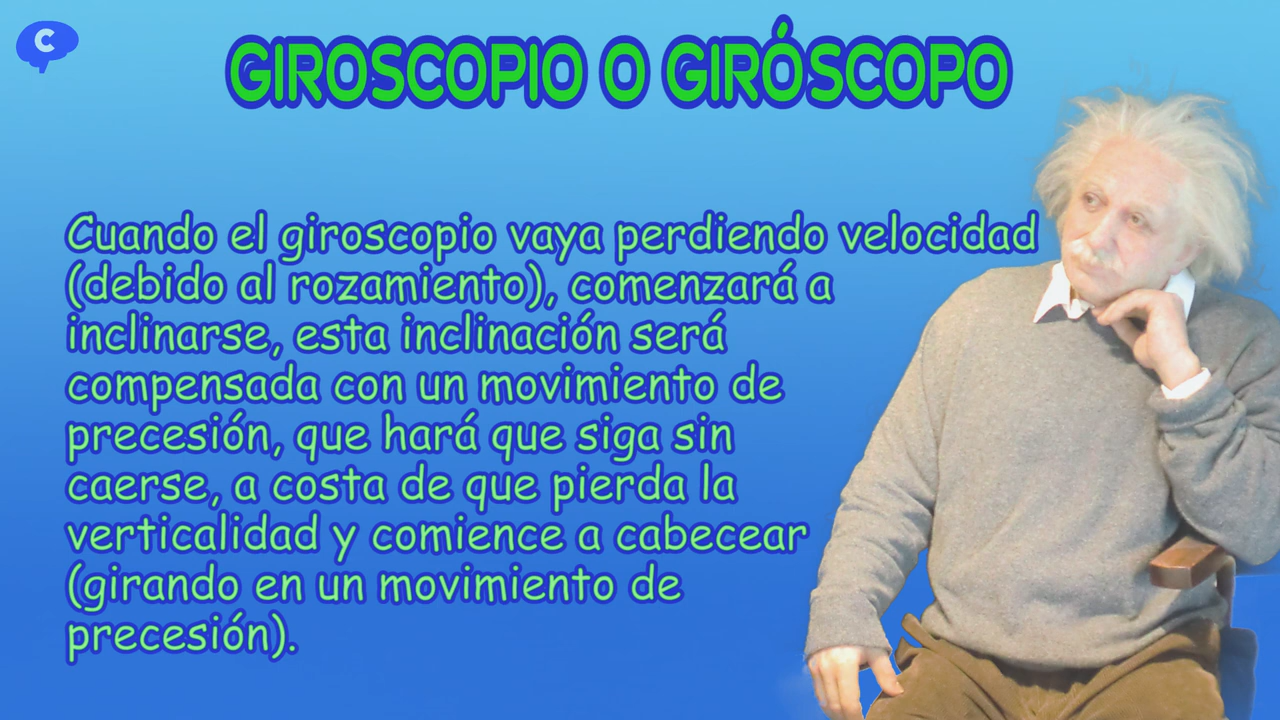 C
GIROSCOPIO O GIRÓSCOPO
Cuando el giroscopio vaya perdiendo velocidad
(debido al rozamiento), comenzará a
inclinarse, esta inclinación será
compensada con un movimiento de
precesión, que hará que siga sin
caerse, a costa de que pierda la
verticalidad y comience a cabecear
(girando en un movimiento de
precesión).